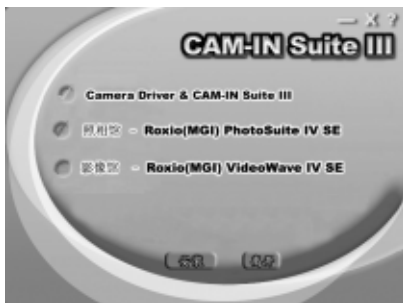 — X ?
CAM-IN Suite III
Camera Driver & CAM-IN Suite III
- Roxio(MGI) PhotoSuite IV SE
- Roxio(MGI) VideoWave IV SE